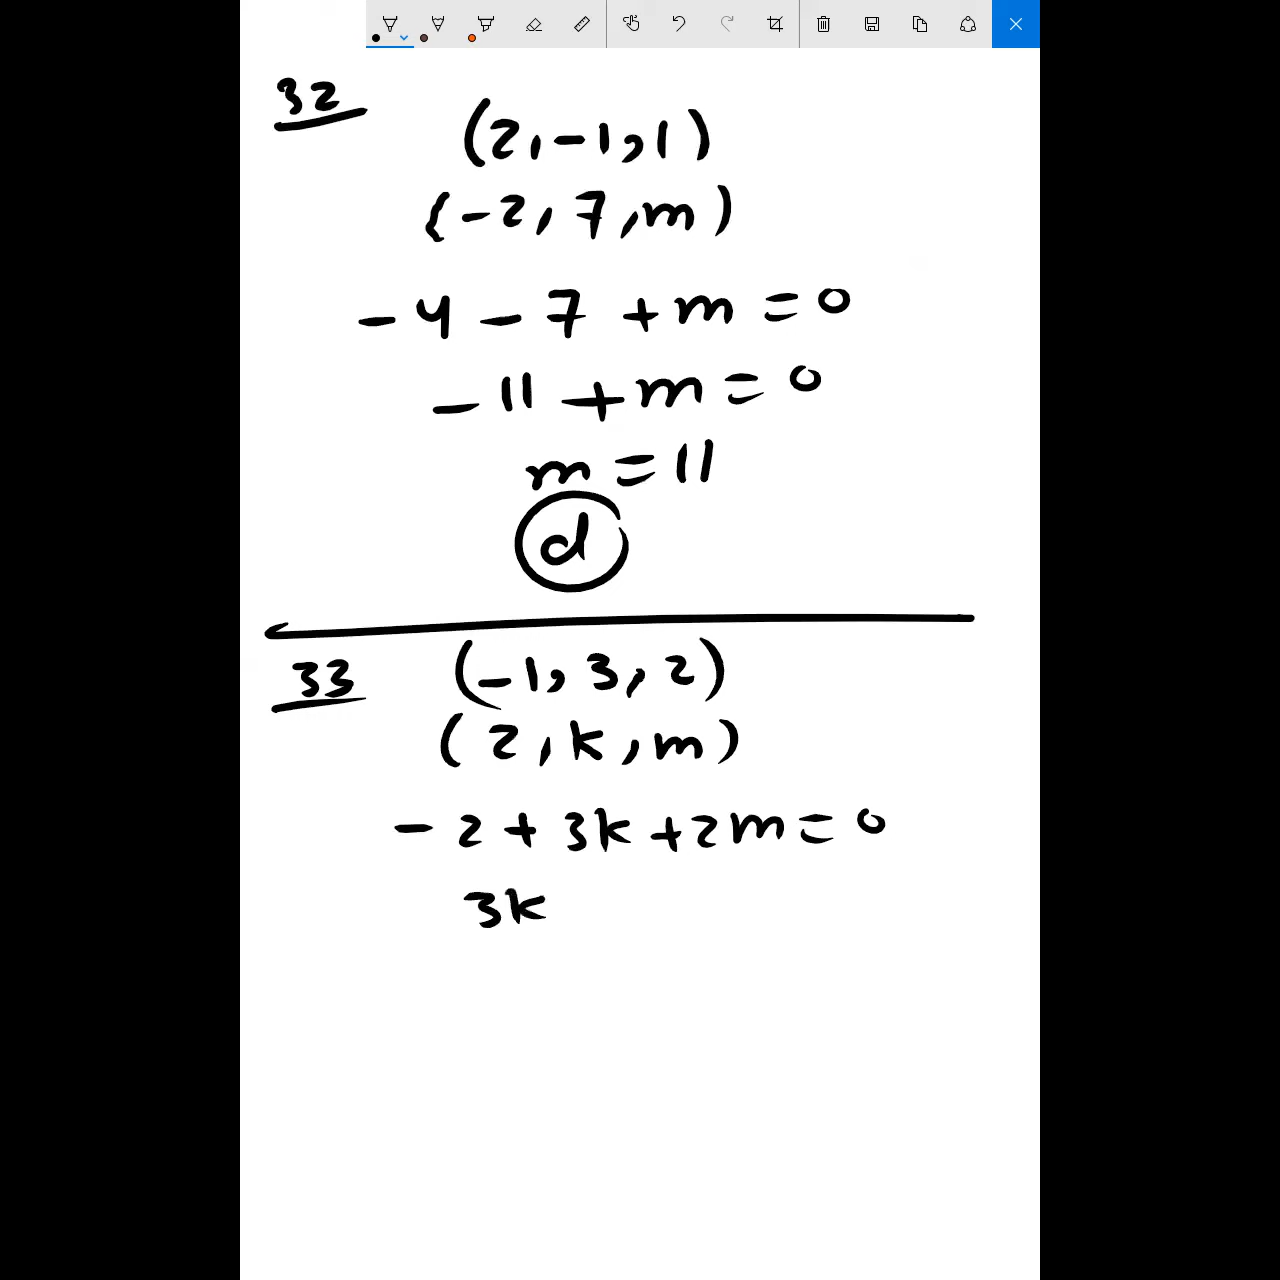 32
(2,-1,1)
(-2,7,m)
-4-7+m=0
-11+m=0
m=11
d
33
(-1,3,2)
(2,k,m)
-2+3k+2m=0
3k